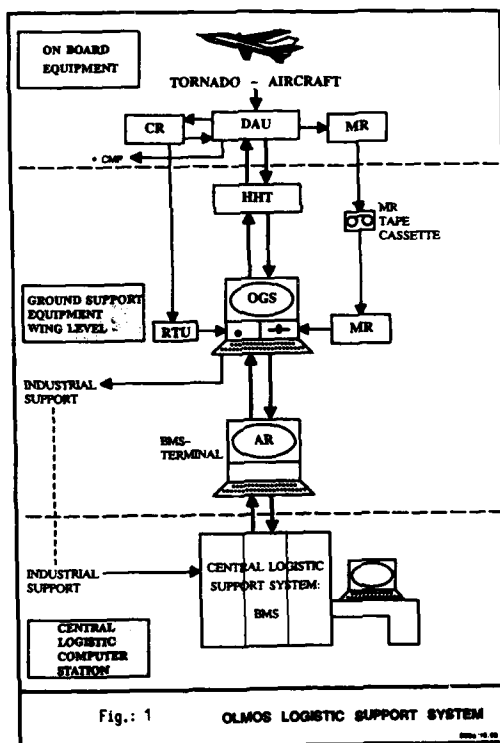 ON BOARD
EQUIPMENT
TORNADO - AIRCRAFT
CR
DAU
MR
• CMP
HHT
MR
TAPE
CASSETTE
OGS
GROUND SUPPORT
EQUIPMENT
WING LEVEL
RTU
MR
INDUSTRIAL
SUPPORT
BMS-
TERMINAL
AR
INDUSTRIAL
SUPPORT
CENTRAL LOGISTIC
SUPPORT SYSTEM:
BMS
CENTRAL
LOGISTIC
COMPUTER
STATION
Fig.: 1 OLMOS LOGISTIC SUPPORT SYSTEM